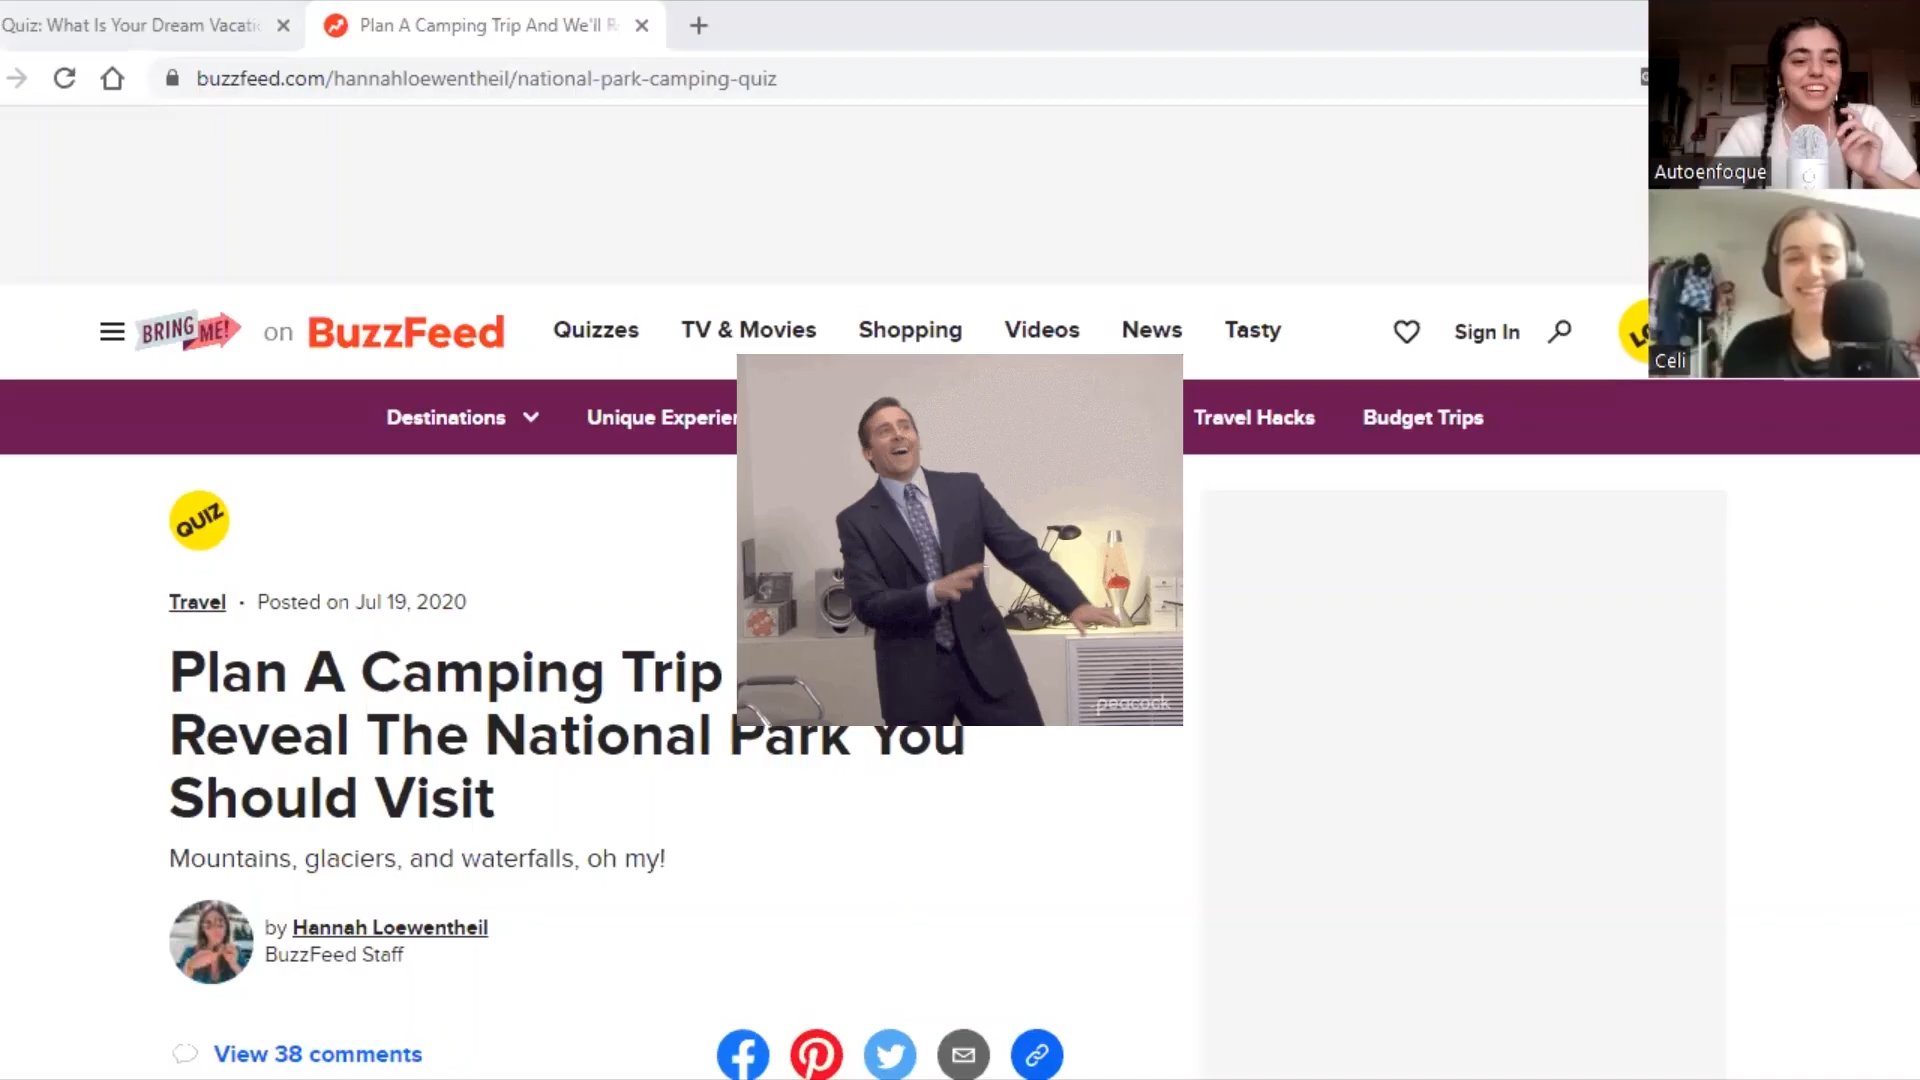 Quiz: What Is Your Dream Vacati
Plan A Camping Trip And We'll R
buzzfeed.com/hannahloewentheil/national-park-camping-quiz
Autoenfoque
Celi
BRING ME! on BuzzFeed Quizzes TV & Movies Shopping Videos News Tasty Sign In
Destinations Unique Experien Travel Hacks Budget Trips
QUIZ
Travel · Posted on Jul 19, 2020
Plan A Camping Trip
Reveal The National Park You
Should Visit
Mountains, glaciers, and waterfalls, oh my!
by Hannah Loewentheil
BuzzFeed Staff
View 38 comments
peacock